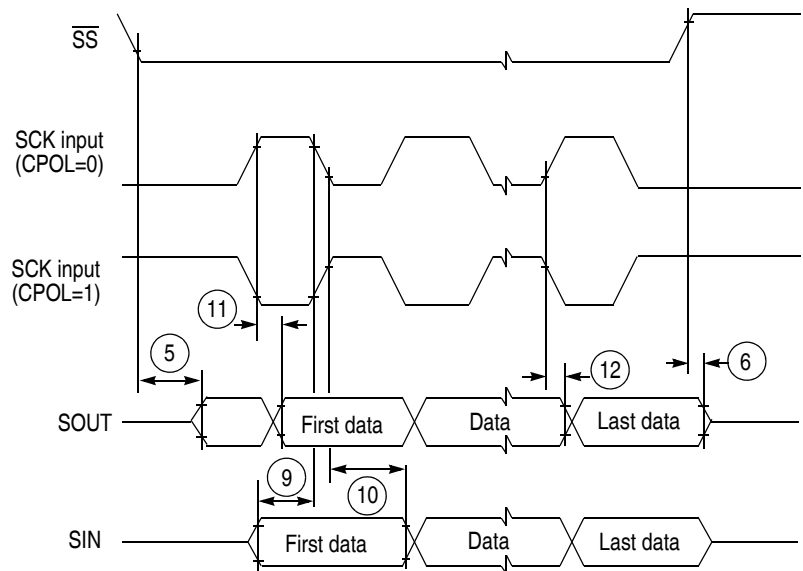 SS
SCK input
(CPOL=0)
SCK input
(CPOL=1)
11
5
12
6
SOUT
First data
Data
Last data
9
10
SIN
First data
Data
Last data